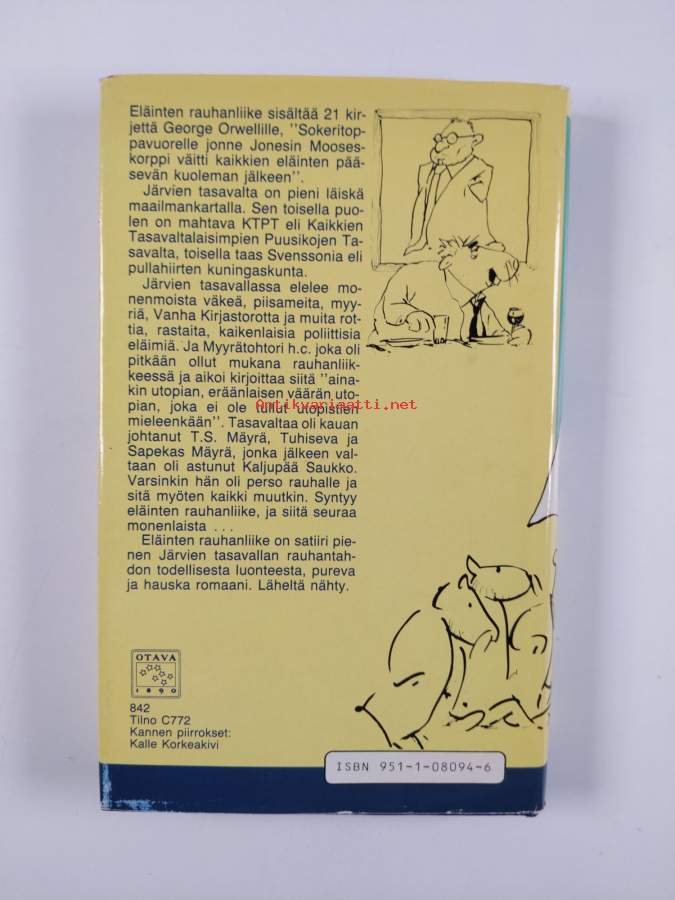 Eläinten rauhanliike sisältää 21 kir-
jettä George Orwellille, "Sokeritop-
pavuorelle jonne Jonesin Mooses-
korppi väitti kaikkien eläinten pää-
sevän kuoleman jälkeen".
Järvien tasavalta on pieni läiskä
maailmankartalla. Sen toisella puo-
len on mahtava KTPT eli Kaikkien
Tasavaltalaisimpien Puusikojen Ta-
savalta, toisella taas Svenssonia eli
pullahiirten kuningaskunta.
Järvien tasavallassa elelee mo-
nenmoista väkeä, piisameita, myy-
riä, Vanha Kirjastorotta ja muita rot-
tia, rastaita, kaikenlaisia poliittisia
eläimiä. Ja Myyrätohtori h.c. joka oli
pitkään ollut mukana rauhanliik-
keessä ja aikoi kirjoittaa siitä "aina-
kin utopian, eräänlaisen väärän uto-
pian, joka ei ole tullut utopistien
mieleenkään". Tasavaltaa oli kauan
johtanut T.S. Mäyrä, Tuhiseva ja
Sapekas Mäyrä, jonka jälkeen val-
taan oli astunut Kaljupää Saukko.
Varsinkin hän oli perso rauhalle ja
sitä myöten kaikki muutkin. Syntyy
eläinten rauhanliike, ja siitä seuraa
monenlaista ...
Eläinten rauhanliike on satiiri pie-
nen Järvien tasavallan rauhantah-
don todellisesta luonteesta, pureva
ja hauska romaani. Läheltä nähty.
Antikvariaatti.net
OTAVA
1890
842
Tilno C772
Kannen piirrokset:
Kalle Korkeakivi
ISBN 951-1-08094-6